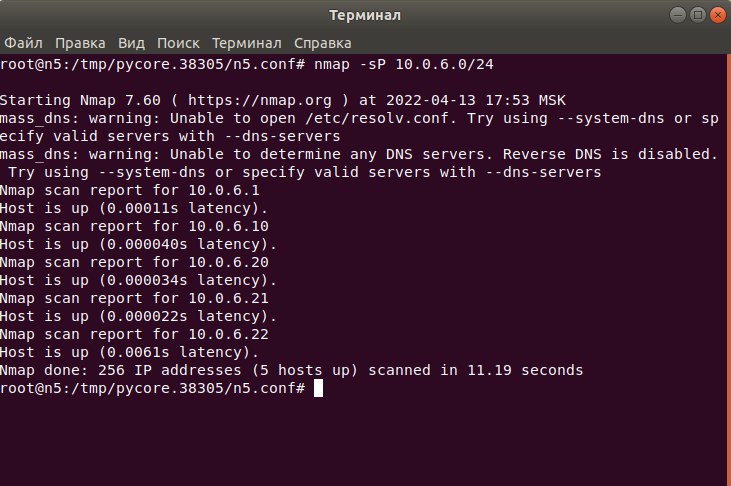 Терминал
Файл Правка Вид Поиск Терминал Справка
root@n5:/tmp/pycore.38305/n5.conf# nmap -sP 10.0.6.0/24
Starting Nmap 7.60 ( https://nmap.org ) at 2022-04-13 17:53 MSK
mass_dns: warning: Unable to open /etc/resolv.conf. Try using --system-dns or sp
ecify valid servers with --dns-servers
mass_dns: warning: Unable to determine any DNS servers. Reverse DNS is disabled.
 Try using --system-dns or specify valid servers with --dns-servers
Nmap scan report for 10.0.6.1
Host is up (0.00011s latency).
Nmap scan report for 10.0.6.10
Host is up (0.000040s latency).
Nmap scan report for 10.0.6.20
Host is up (0.000034s latency).
Nmap scan report for 10.0.6.21
Host is up (0.000022s latency).
Nmap scan report for 10.0.6.22
Host is up (0.0061s latency).
Nmap done: 256 IP addresses (5 hosts up) scanned in 11.19 seconds
root@n5:/tmp/pycore.38305/n5.conf#